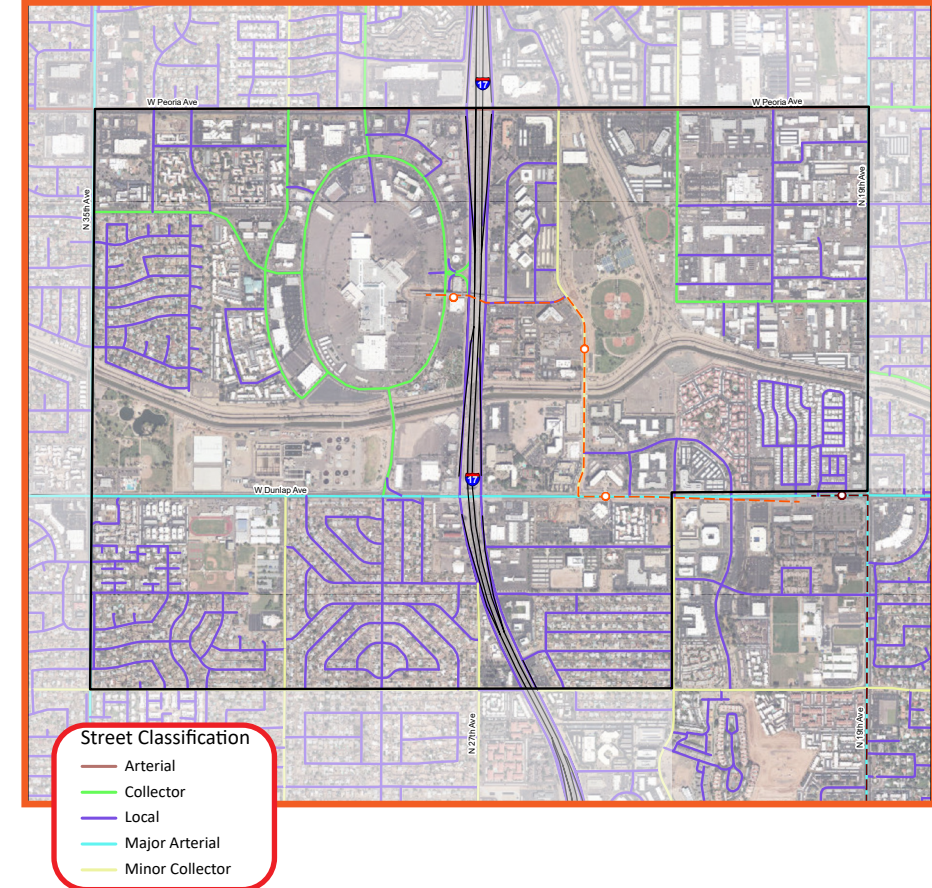 17
W Peoria Ave
W Peoria Ave
N 35th Ave
N 19th Ave
17
W Dunlap Ave
N 27th Ave
N 19th Ave
Street Classification
Arterial
Collector
Local
Major Arterial
Minor Collector